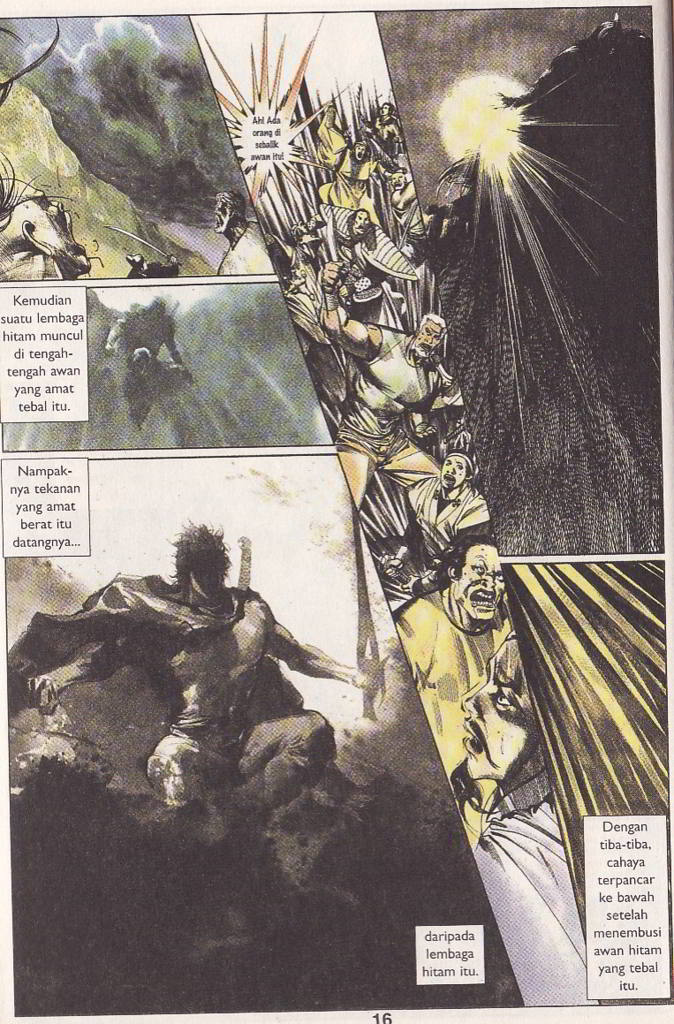 Dengan
tiba-tiba,
cahaya
terpancar
ke bawah
setelah
menembusi
awan hitam
yang tebal
itu.
Ah! Ada
orang di
sebalik
awan itu!
Kemudian
suatu lembaga
hitam muncul
di tengah-
tengah awan
yang amat
tebal itu.
Nampak-
nya tekanan
yang amat
berat itu
datangnya...
daripada
lembaga
hitam itu.
16